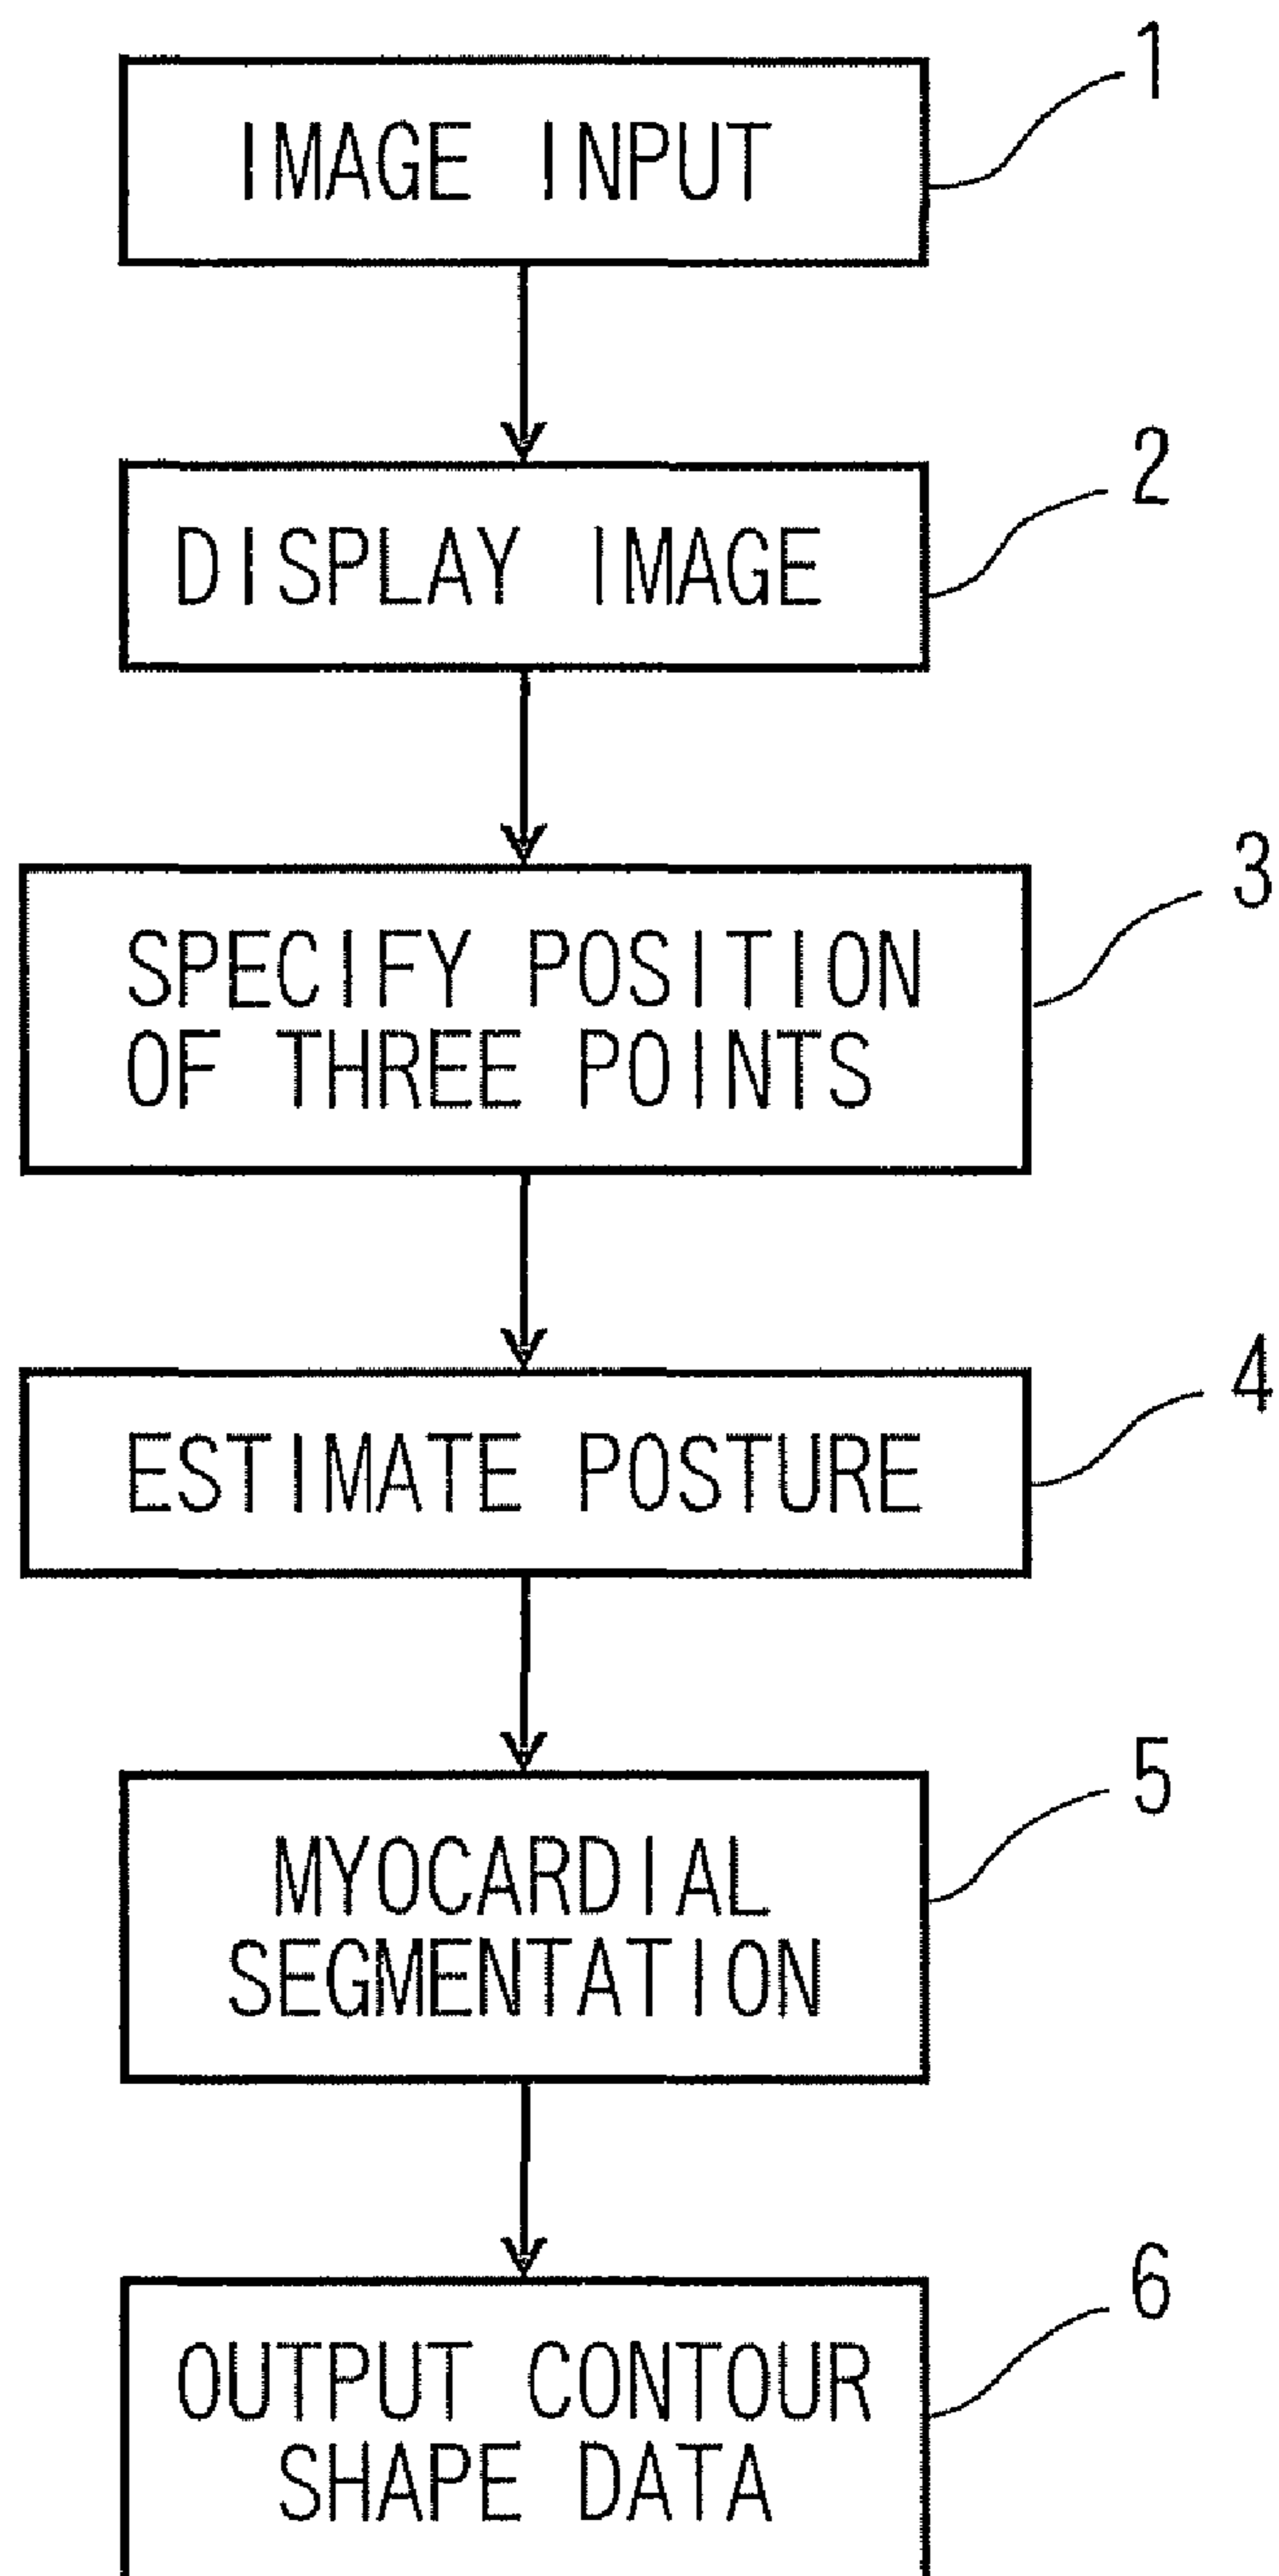 1
IMAGE INPUT
2
DISPLAY IMAGE
3
SPECIFY POSITION
OF THREE POINTS
4
ESTIMATE POSTURE
5
MYOCARDIAL
SEGMENTATION
6
OUTPUT CONTOUR
SHAPE DATA